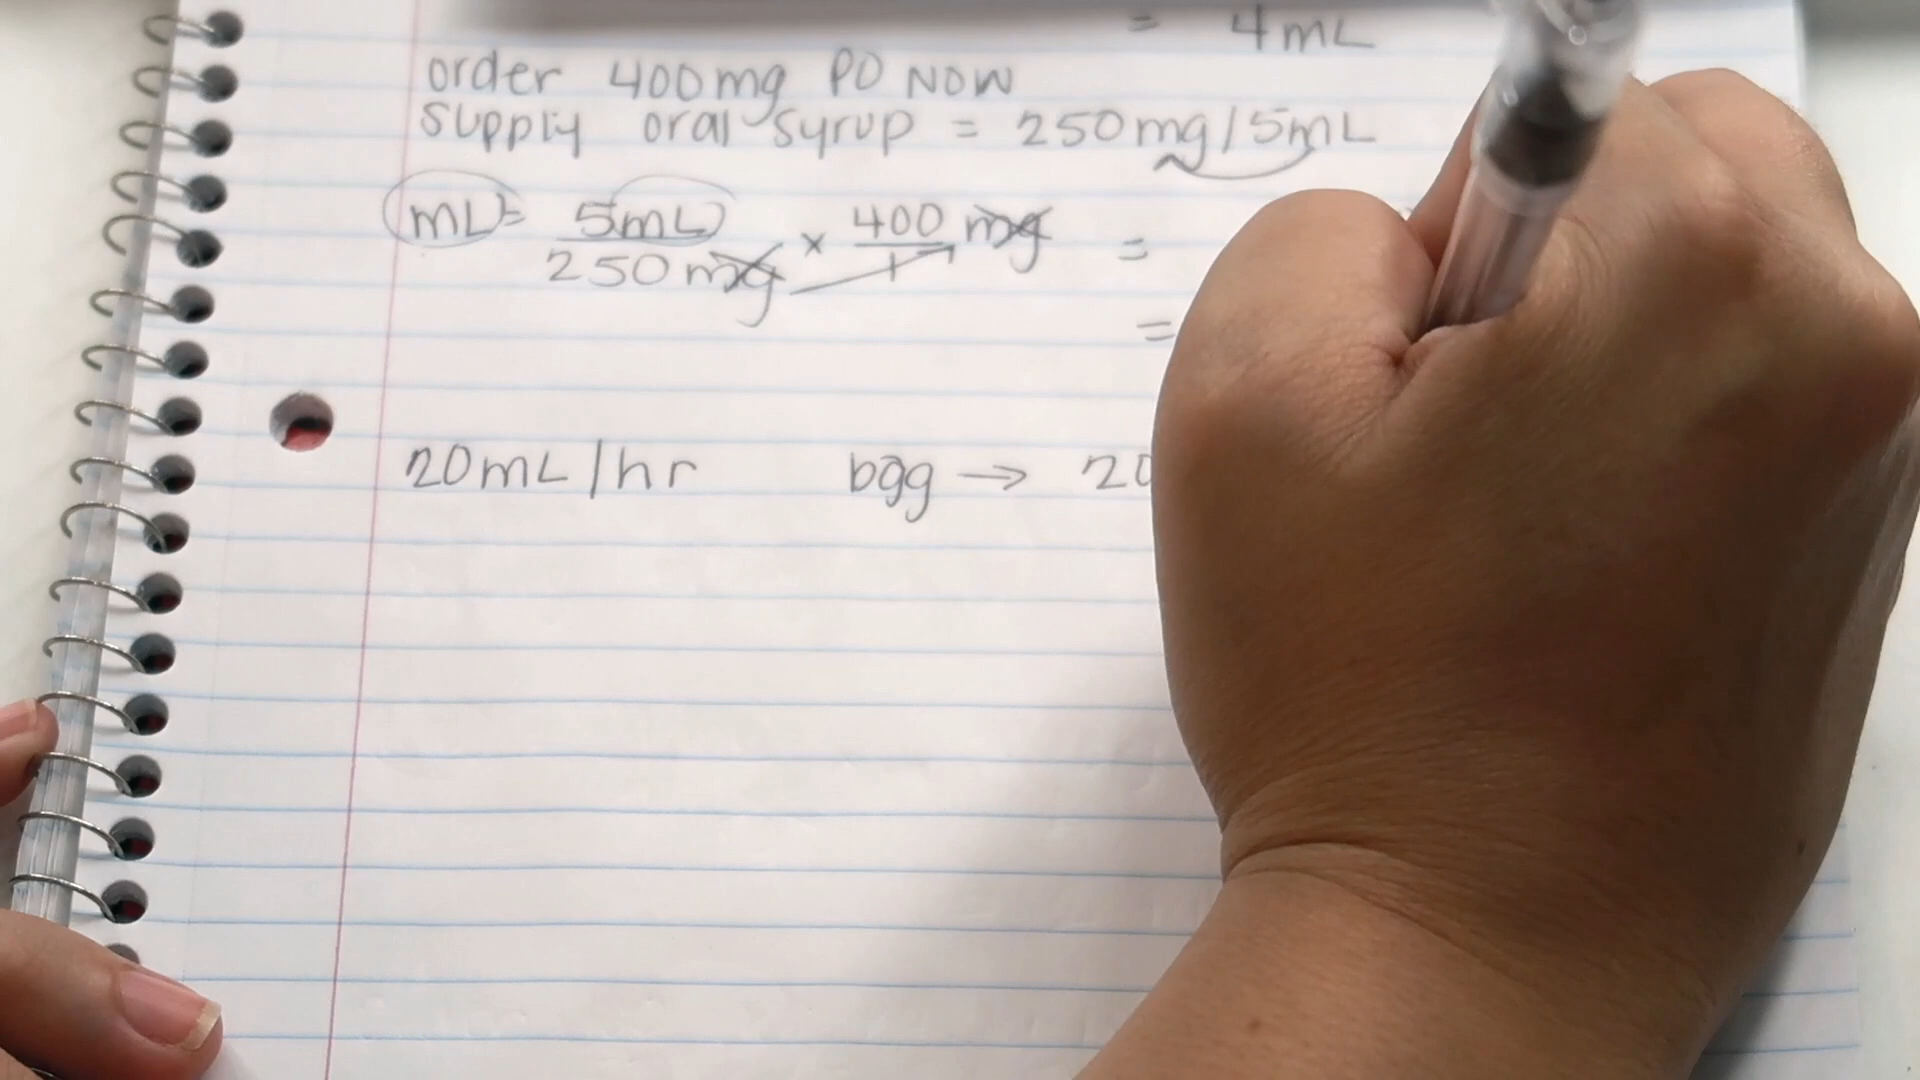 = 4mL
order 400mg PO NOW
supply oral syrup = 250mg/5mL
mL = 5mL/250mg × 400mg/1 =
=
20mL/hr bag → 20